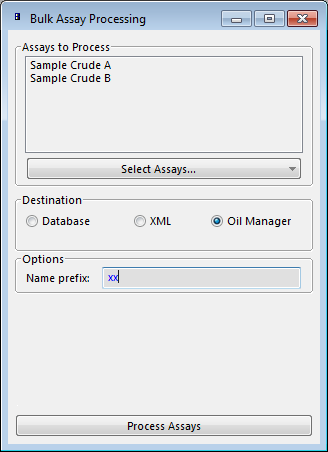 Bulk Assay Processing
Assays to Process
Sample Crude A
Sample Crude B
Select Assays...
Destination
Database XML Oil Manager
Options
Name prefix: xx
Process Assays